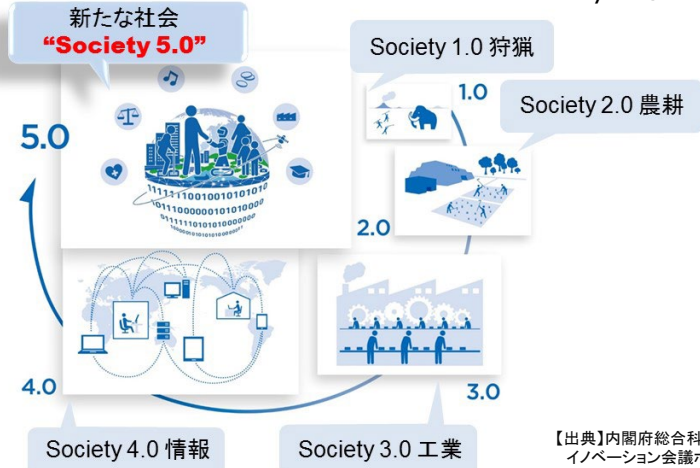 新たな社会
“Society 5.0”
Society 1.0 狩猟
1.0
Society 2.0 農耕
5.0
2.0
4.0
3.0
Society 4.0 情報
Society 3.0 工業
【出典】内閣府総合科
イノベーション会議